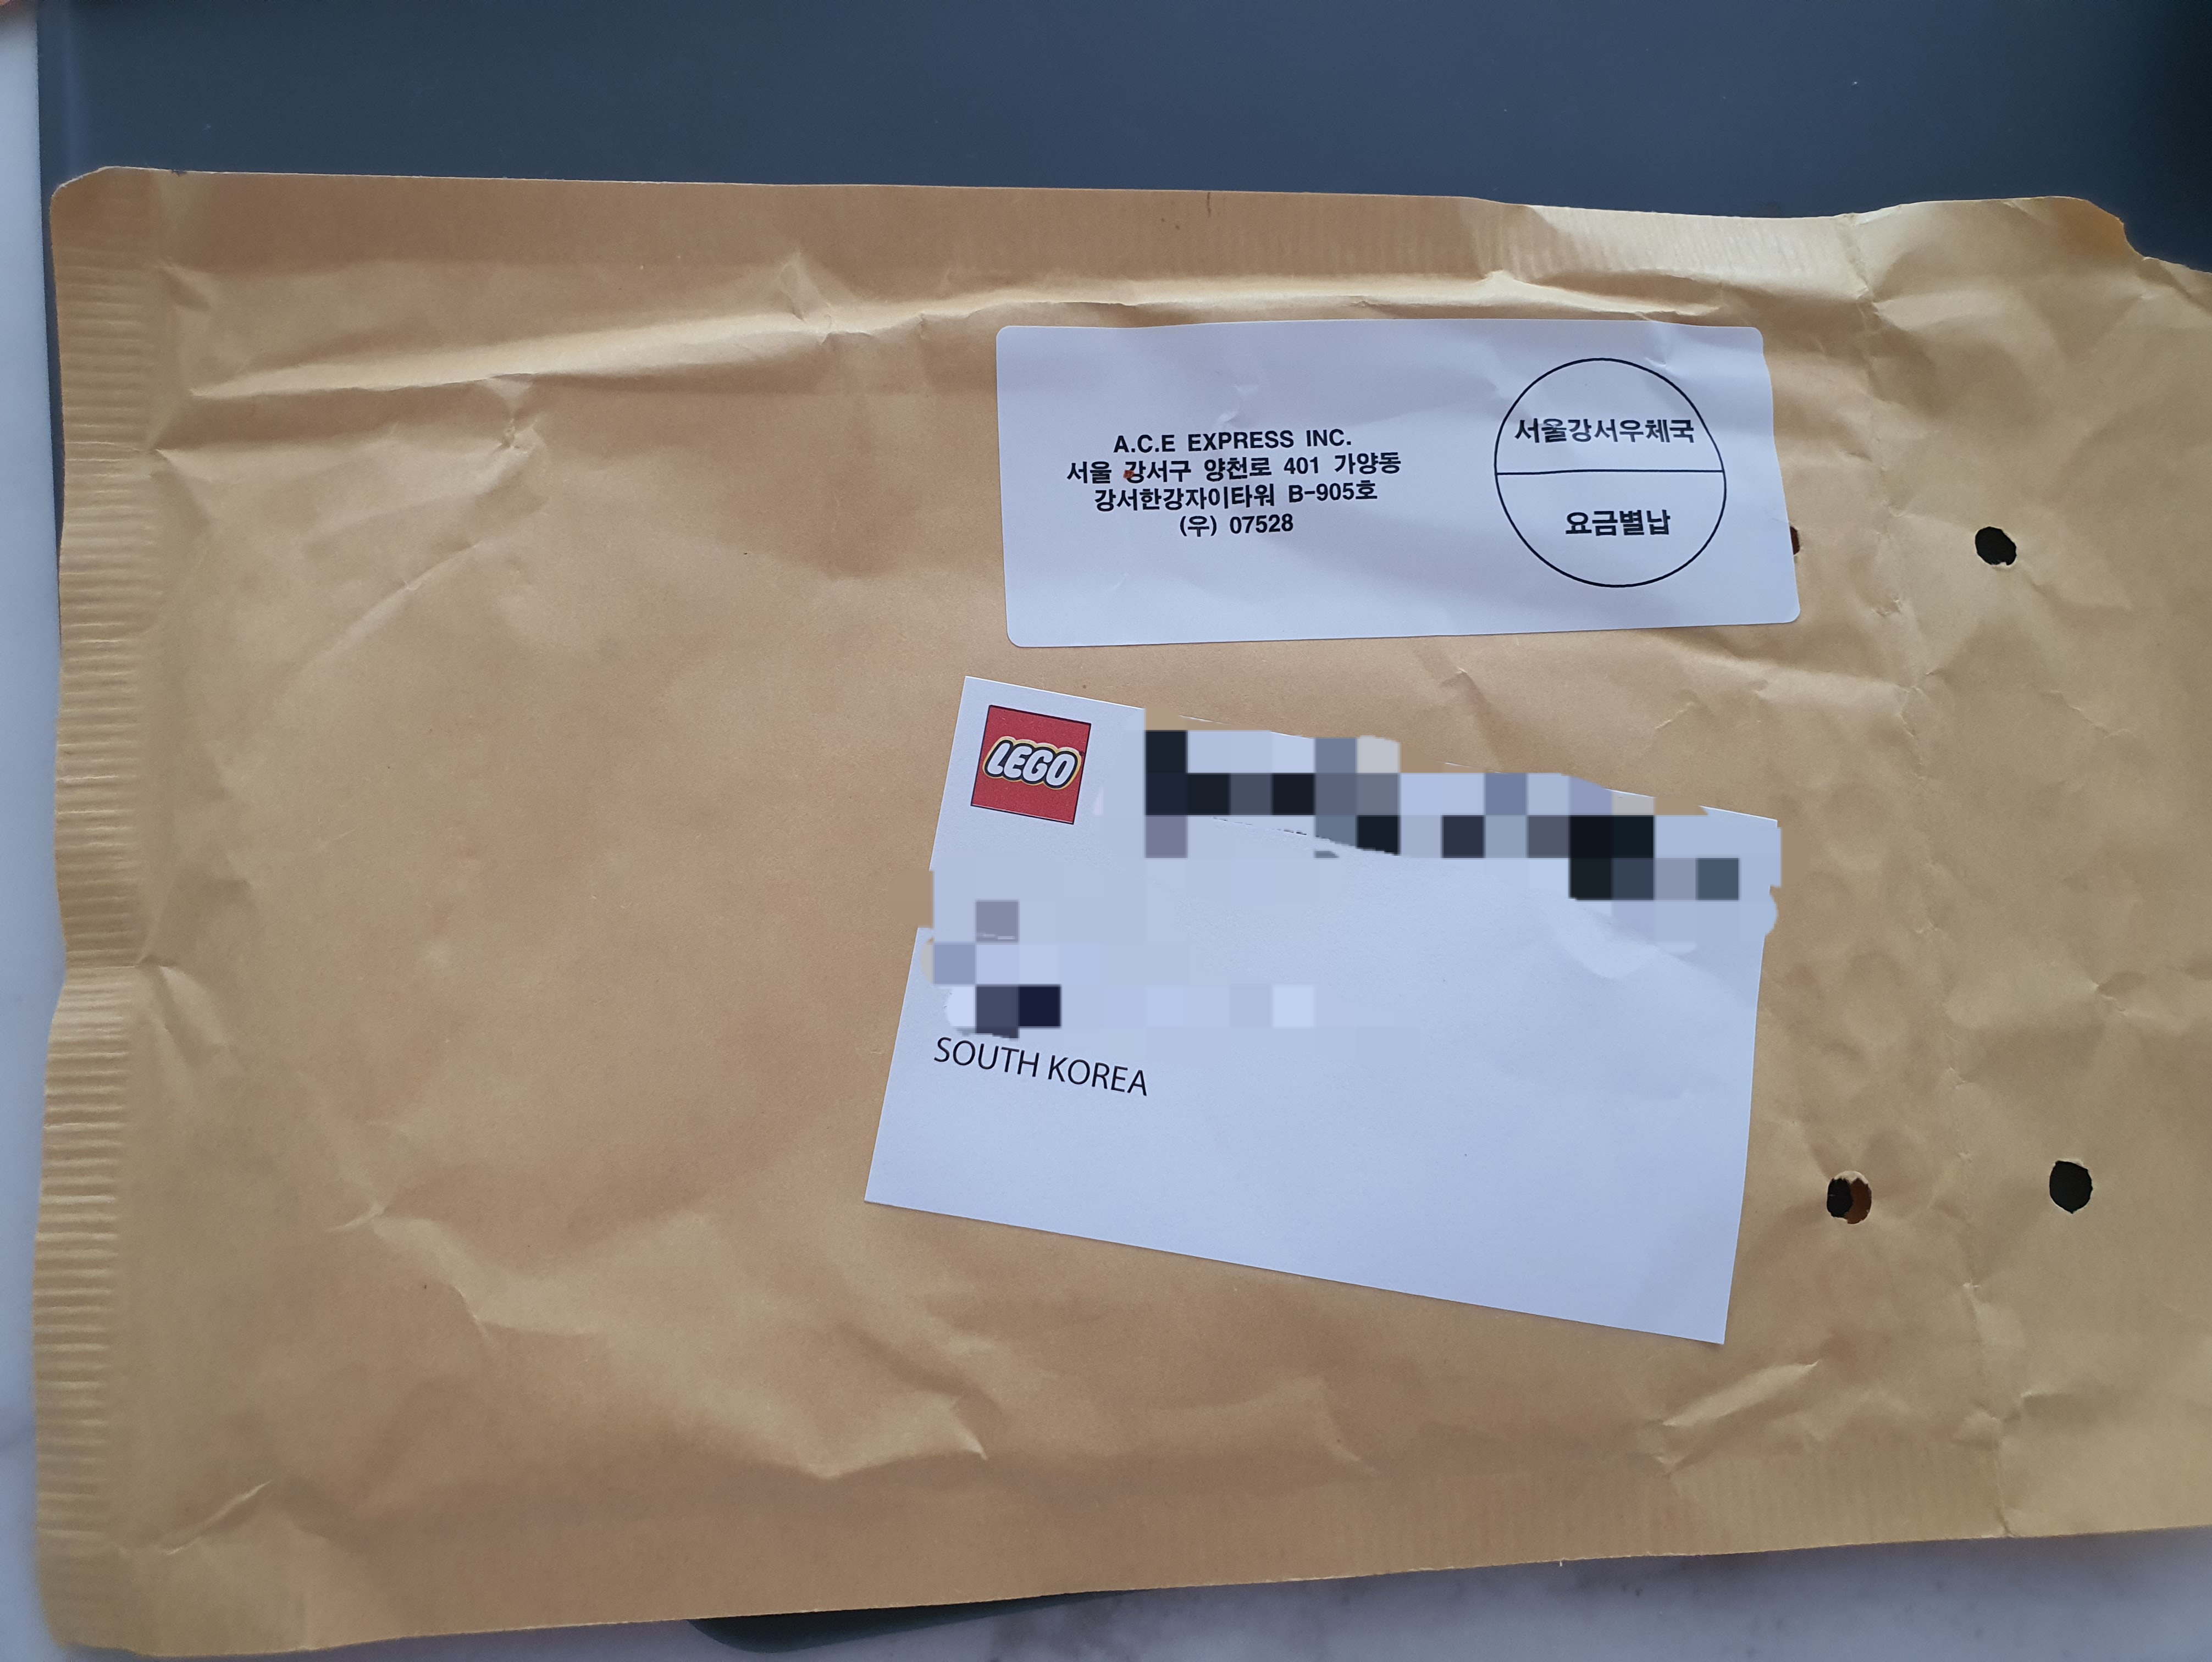 A.C.E EXPRESS INC.
서울 강서구 양천로 401 가양동
강서한강자이타워 B-905호
(우) 07528
서울강서우체국
요금별납
LEGO
SOUTH KOREA